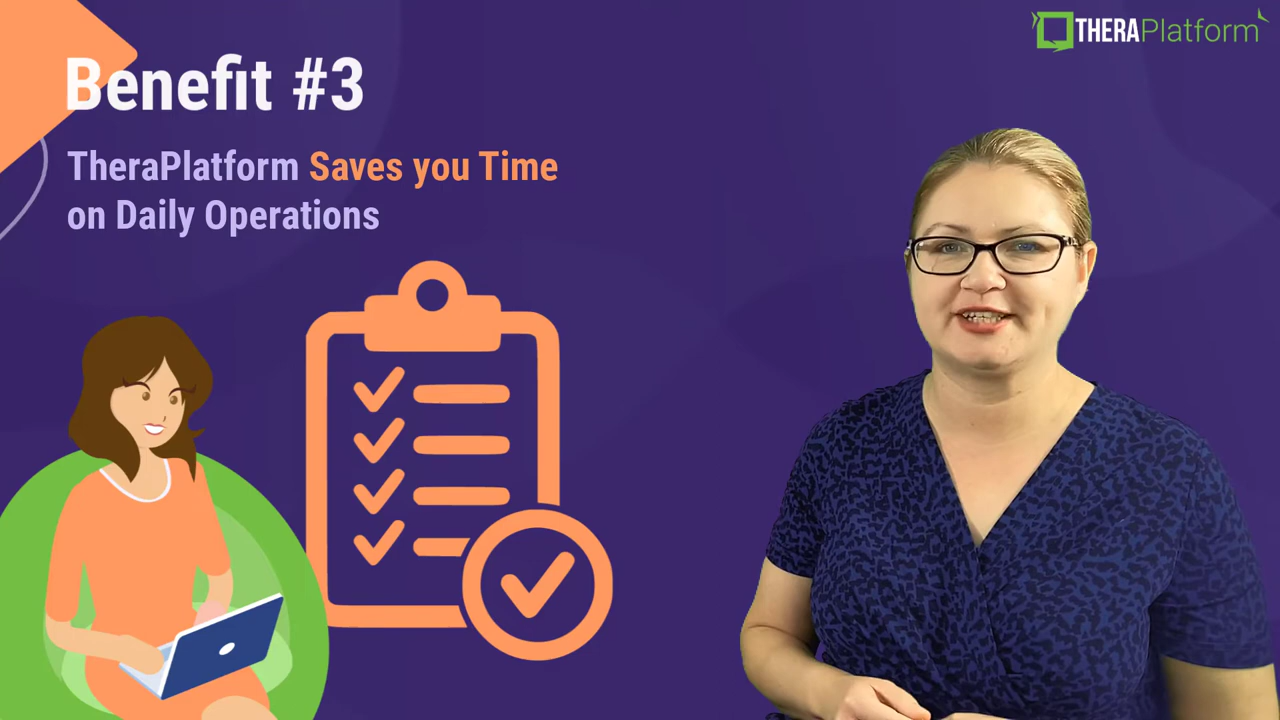 THERAPlatform
Benefit #3
TheraPlatform Saves you Time
on Daily Operations